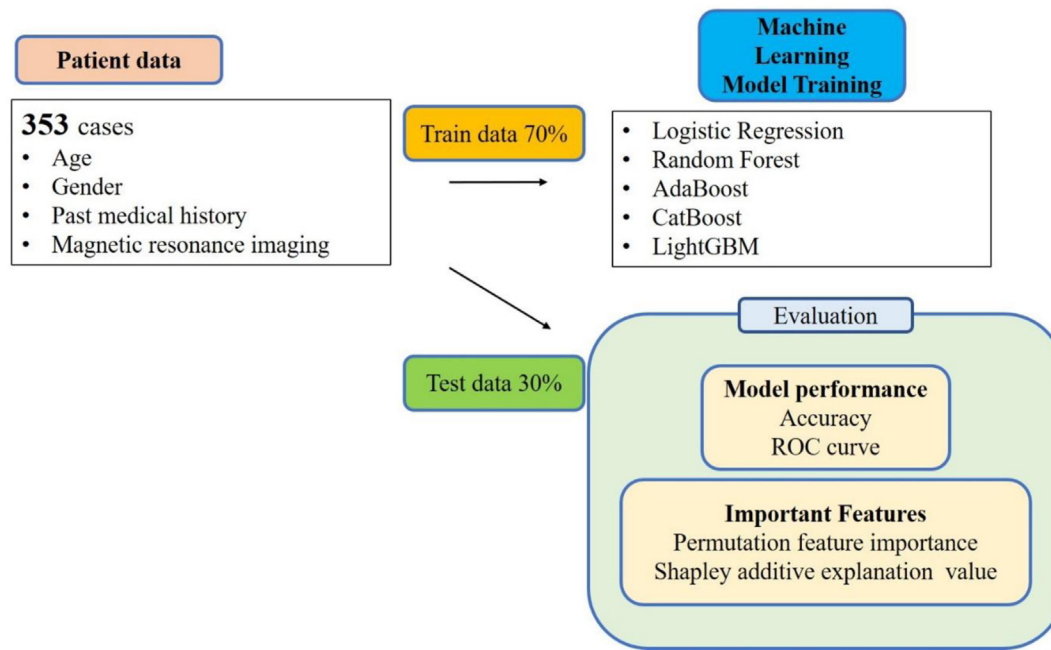 Patient data
353 cases
• Age
• Gender
• Past medical history
• Magnetic resonance imaging
Train data 70%
Machine
Learning
Model Training
• Logistic Regression
• Random Forest
• AdaBoost
• CatBoost
• LightGBM
Test data 30%
Evaluation
Model performance
Accuracy
ROC curve
Important Features
Permutation feature importance
Shapley additive explanation value